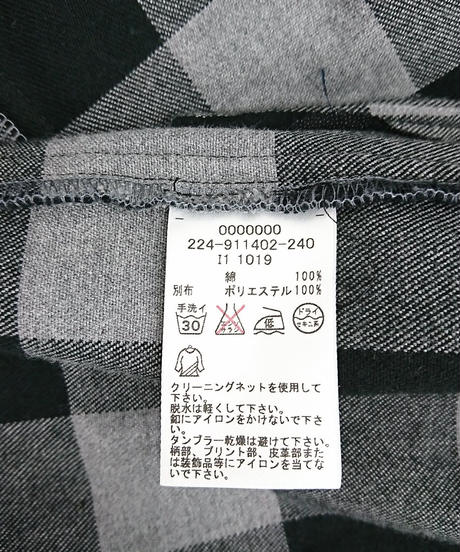 0000000
224-911402-240
I1 1019
綿 100%
別布 ポリエステル 100%
手洗イ 30 エンソサラシ 低 ドライ セキユ系
クリーニングネットを使用して
下さい。
脱水は軽くして下さい。
釦にアイロンをかけないで下さ
い。
タンブラー乾燥は避けて下さい。
柄部、プリント部、皮革部また
は装飾品等にアイロンを当てな
いで下さい。